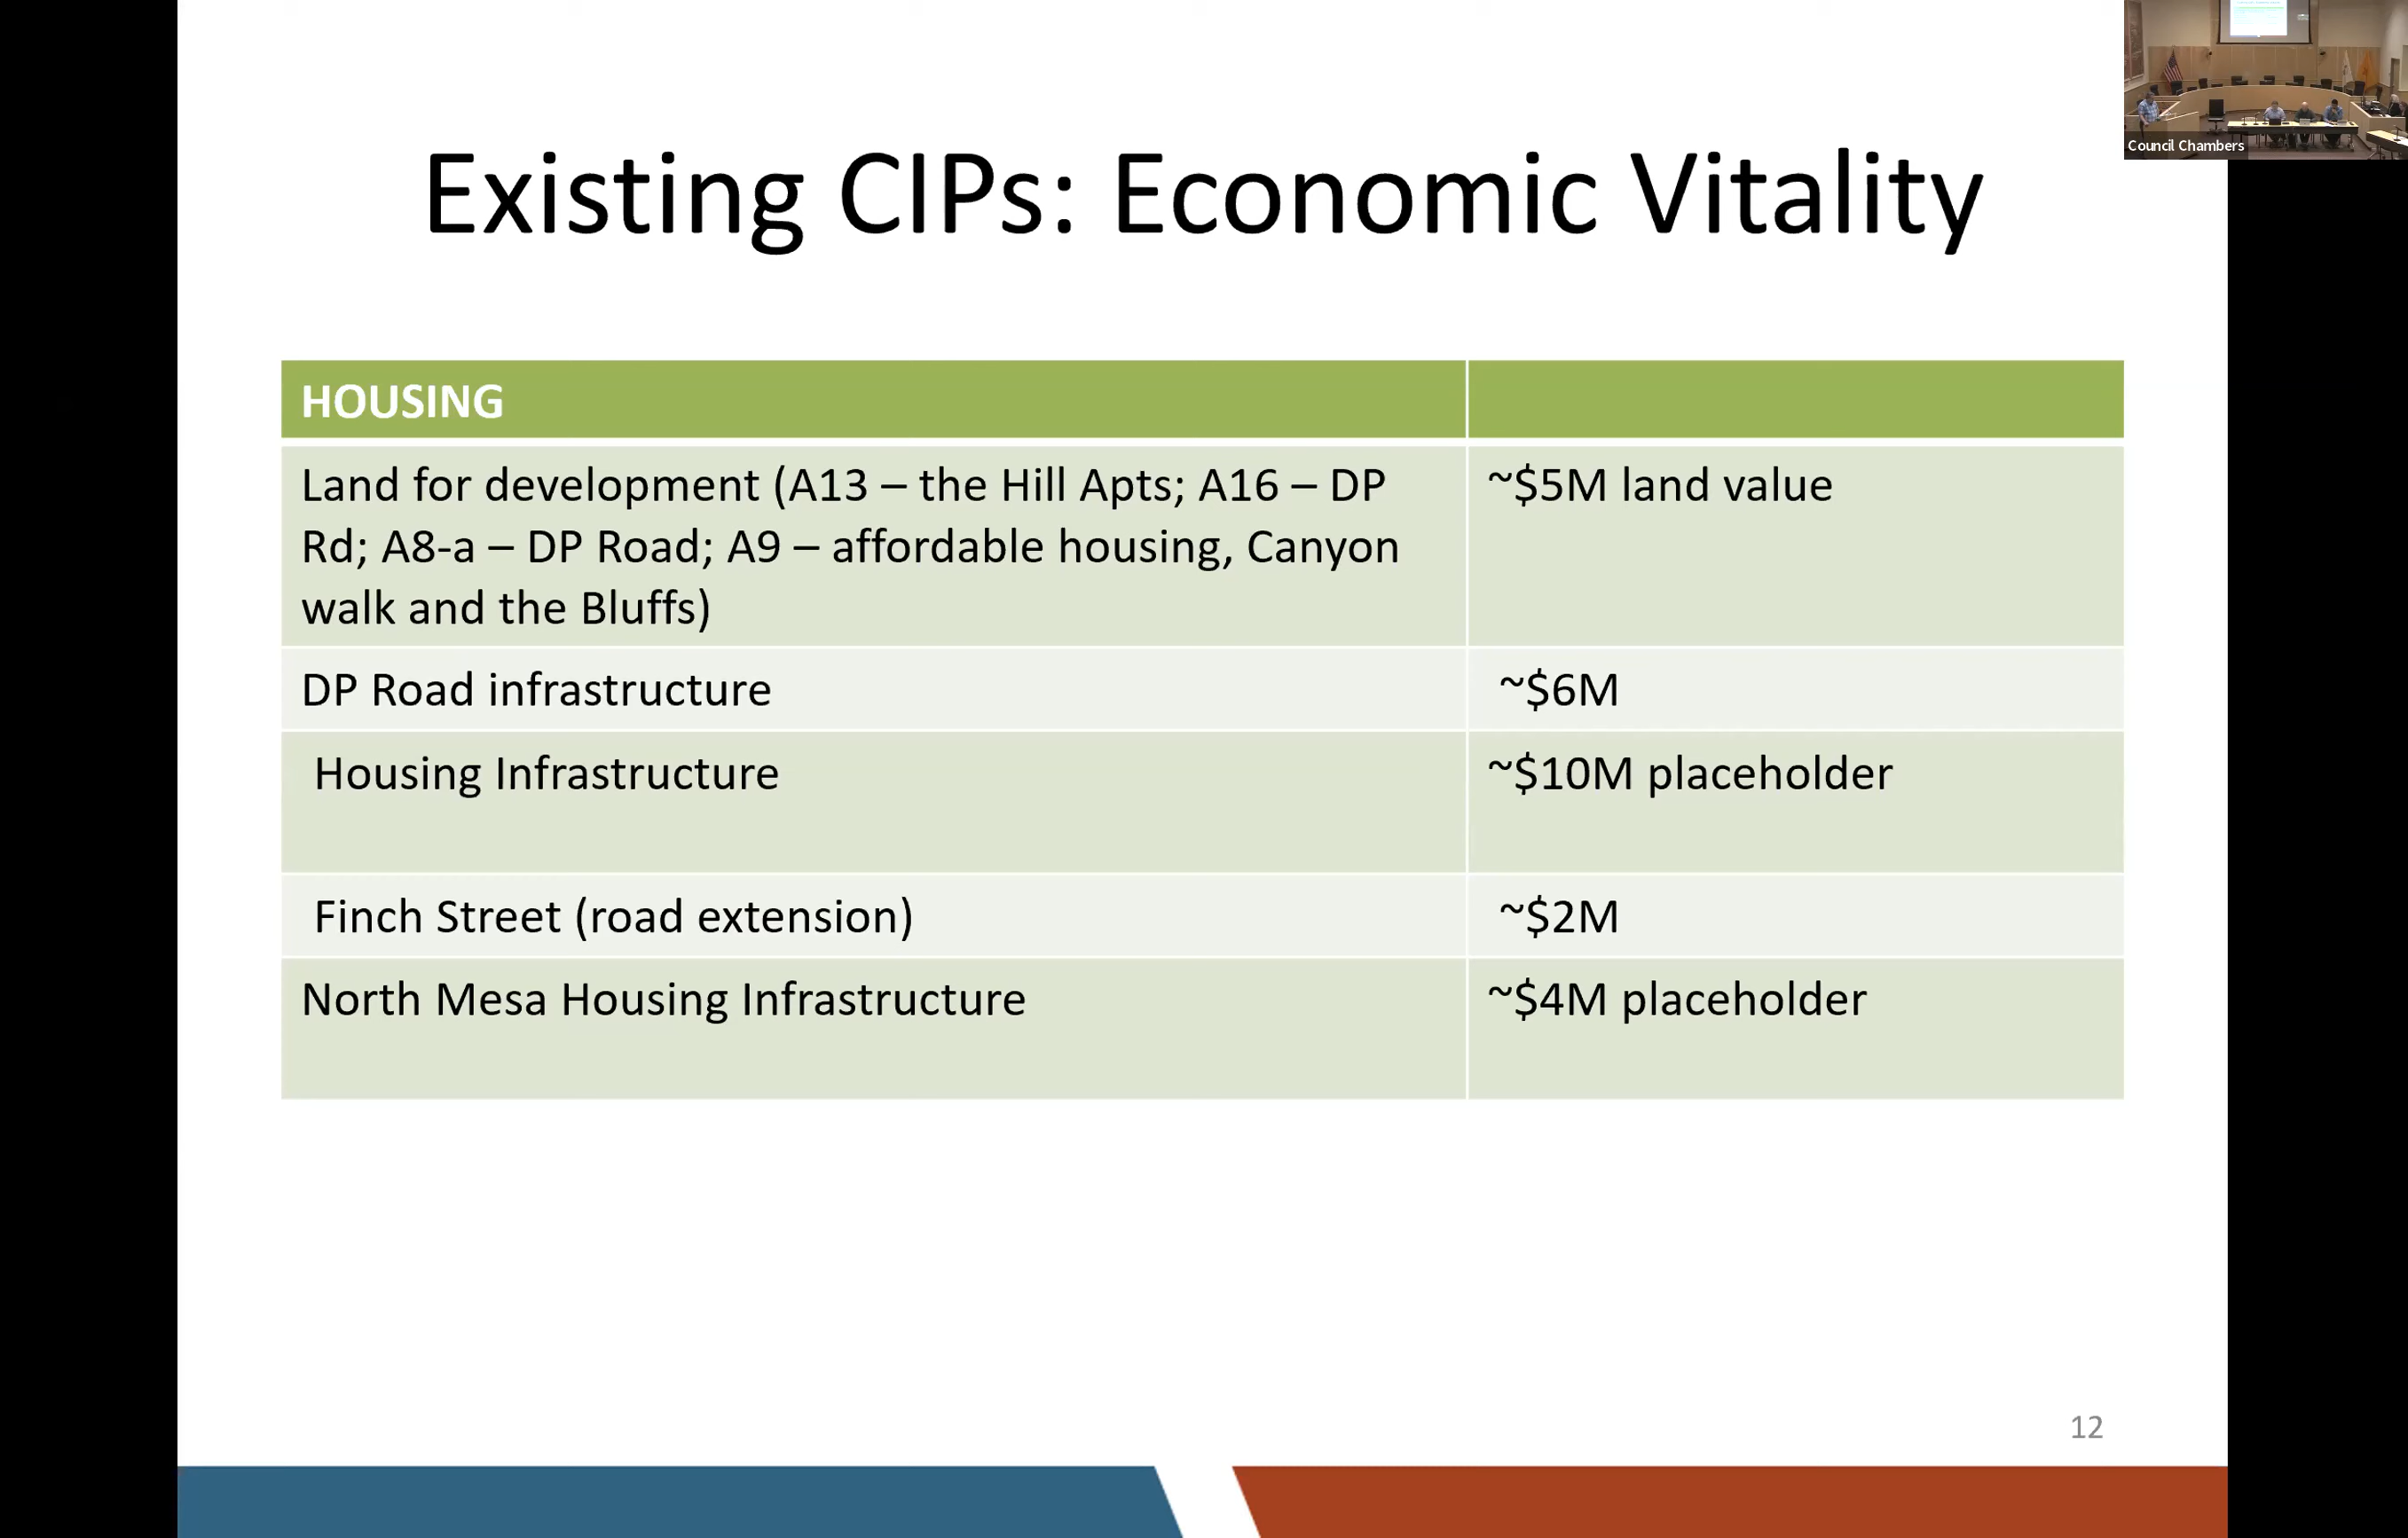 Council Chambers
Existing CIPs: Economic Vitality
HOUSING
Land for development (A13 – the Hill Apts; A16 – DP
Rd; A8-a – DP Road; A9 – affordable housing, Canyon
walk and the Bluffs)
~$5M land value
DP Road infrastructure
~$6M
Housing Infrastructure
~$10M placeholder
Finch Street (road extension)
~$2M
North Mesa Housing Infrastructure
~$4M placeholder
12